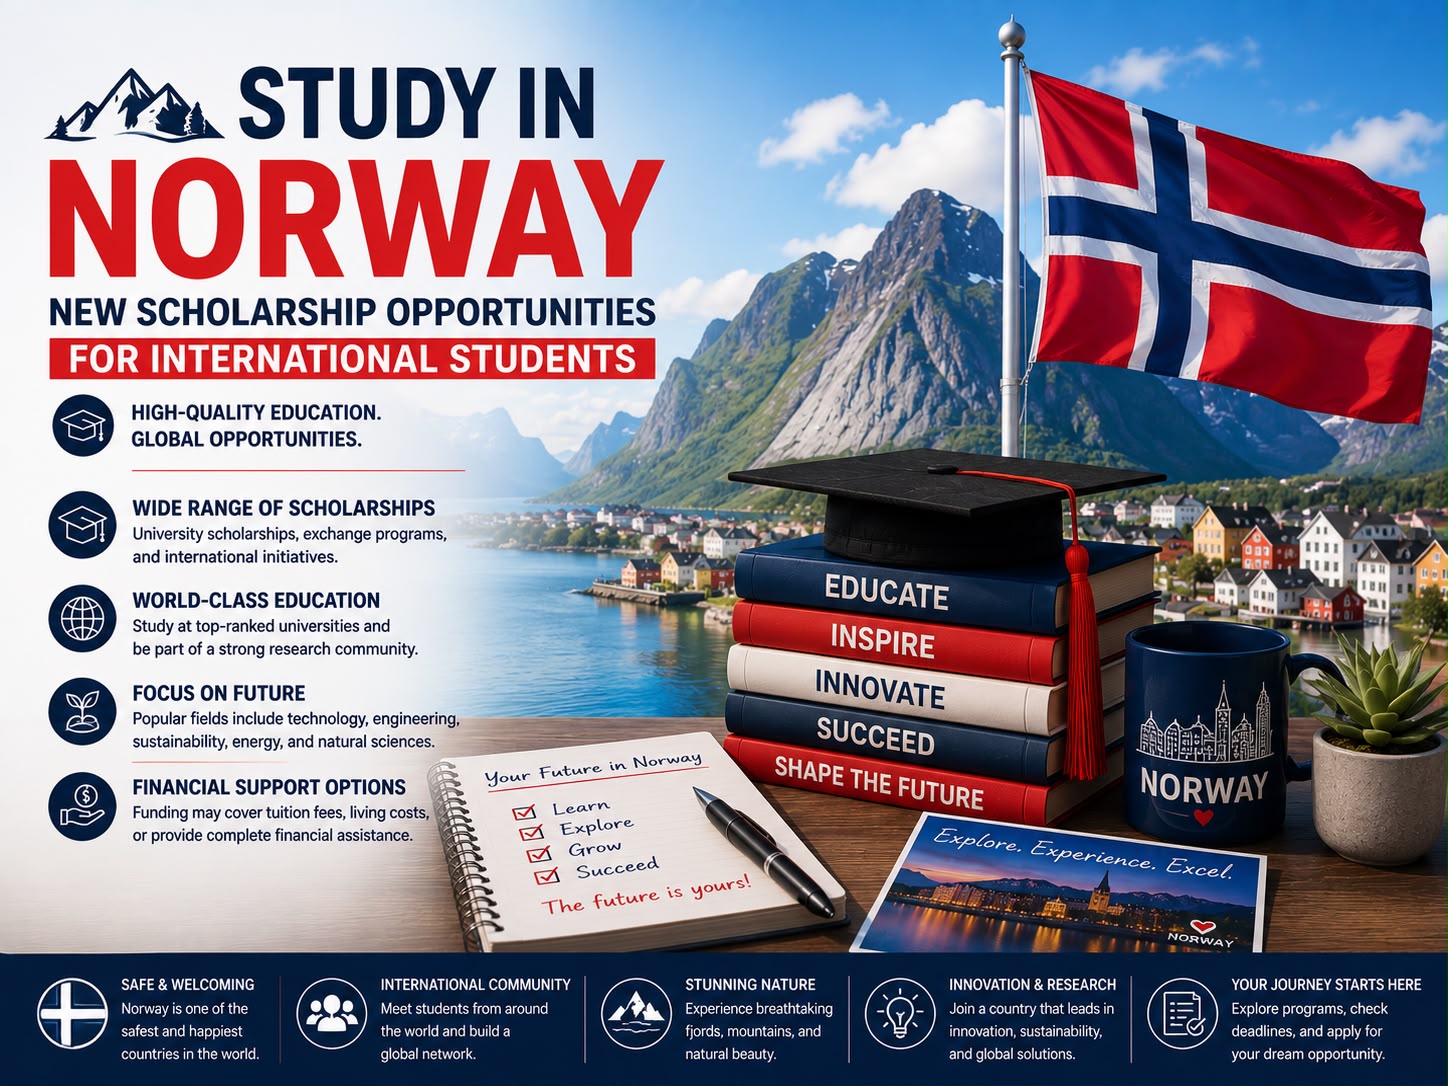 STUDY IN
NORWAY
NEW SCHOLARSHIP OPPORTUNITIES
FOR INTERNATIONAL STUDENTS
HIGH-QUALITY EDUCATION.
GLOBAL OPPORTUNITIES.
WIDE RANGE OF SCHOLARSHIPS
University scholarships, exchange programs,
and international initiatives.
WORLD-CLASS EDUCATION
Study at top-ranked universities and
be part of a strong research community.
FOCUS ON FUTURE
Popular fields include technology, engineering,
sustainability, energy, and natural sciences.
FINANCIAL SUPPORT OPTIONS
Funding may cover tuition fees, living costs,
or provide complete financial assistance.
EDUCATE
INSPIRE
INNOVATE
SUCCEED
SHAPE THE FUTURE
NORWAY
Your Future in Norway
Learn
Explore
Grow
Succeed
The future is yours!
Explore. Experience. Excel.
NORWAY
SAFE & WELCOMING
Norway is one of the
safest and happiest
countries in the world.
INTERNATIONAL COMMUNITY
Meet students from around
the world and build a
global network.
STUNNING NATURE
Experience breathtaking
fjords, mountains, and
natural beauty.
INNOVATION & RESEARCH
Join a country that leads in
innovation, sustainability,
and global solutions.
YOUR JOURNEY STARTS HERE
Explore programs, check
deadlines, and apply for
your dream opportunity.